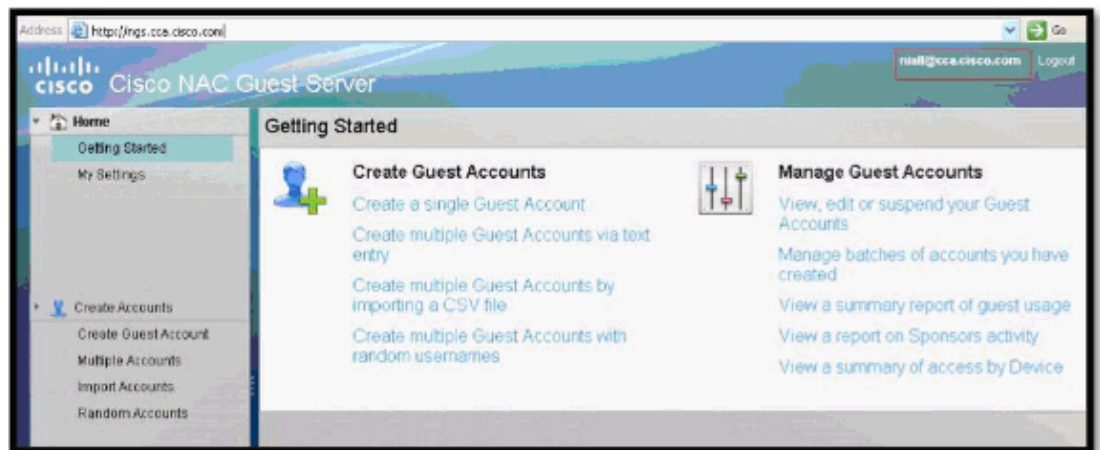 Address http://ngs.cca.cisco.com
Go
cisco Cisco NAC Guest Server
niall@cca.cisco.com Logout
Home
Getting Started
My Settings
Create Accounts
Create Guest Account
Multiple Accounts
Import Accounts
Random Accounts
Getting Started
Create Guest Accounts
Create a single Guest Account
Create multiple Guest Accounts via text
entry
Create multiple Guest Accounts by
importing a CSV file
Create multiple Guest Accounts with
random usernames
Manage Guest Accounts
View, edit or suspend your Guest
Accounts
Manage batches of accounts you have
created
View a summary report of guest usage
View a report on Sponsors activity
View a summary of access by Device